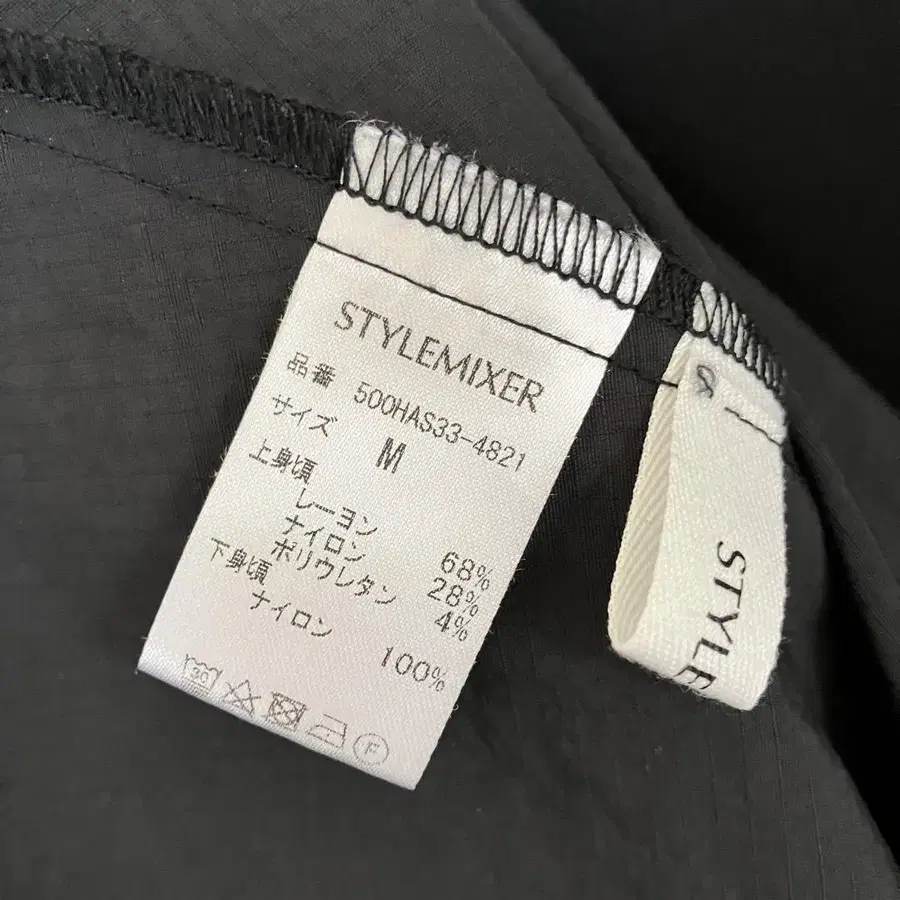 STYLEMIXER
品番 500HAS33-4821
サイズ M
上身頃
レーヨン 68%
ナイロン 28%
ポリウレタン 4%
下身頃
ナイロン 100%
30
F
STYLE